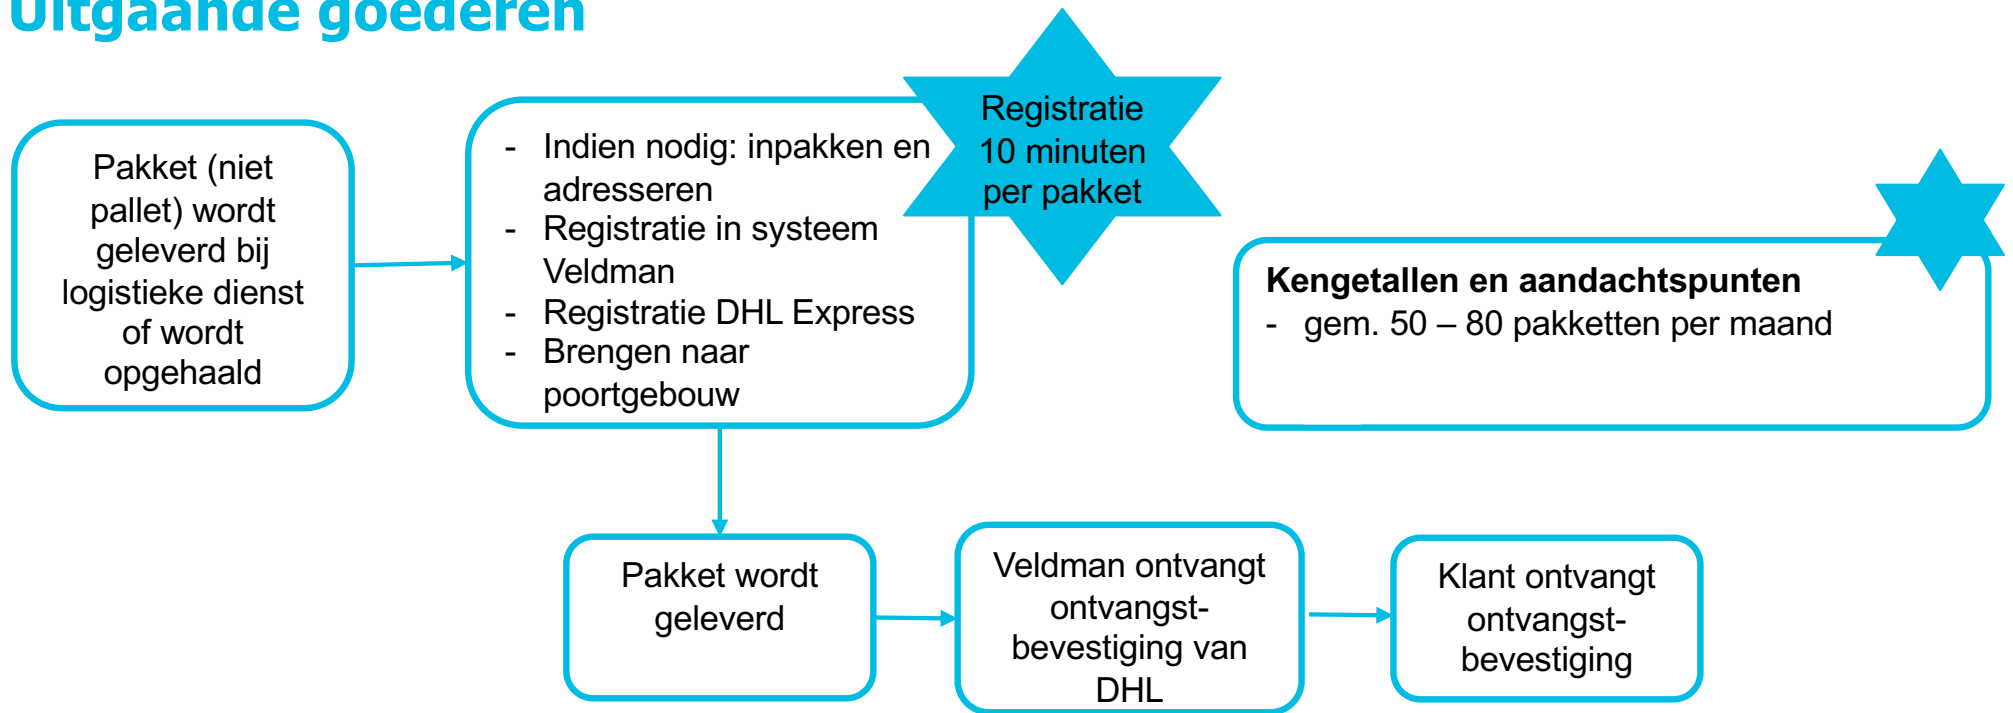 Uitgaande goederen
Pakket (niet
pallet) wordt
geleverd bij
logistieke dienst
of wordt
opgehaald
- Indien nodig: inpakken en
adresseren
- Registratie in systeem
Veldman
- Registratie DHL Express
- Brengen naar
poortgebouw
Registratie
10 minuten
per pakket
Kengetallen en aandachtspunten
- gem. 50 – 80 pakketten per maand
Pakket wordt
geleverd
Veldman ontvangt
ontvangst-
bevestiging van
DHL
Klant ontvangt
ontvangst-
bevestiging